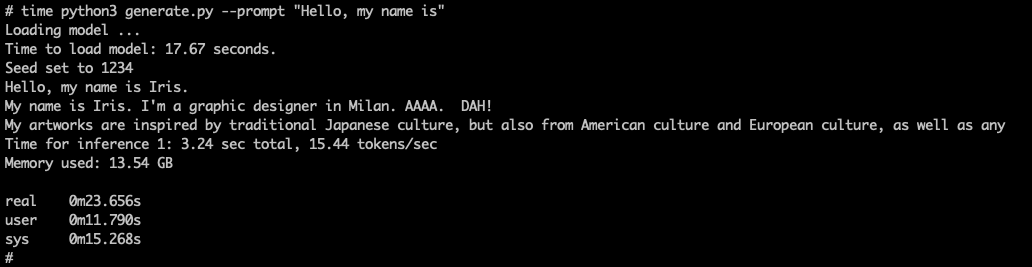 # time python3 generate.py --prompt "Hello, my name is"
Loading model ...
Time to load model: 17.67 seconds.
Seed set to 1234
Hello, my name is Iris.
My name is Iris. I'm a graphic designer in Milan. AAAA.  DAH!
My artworks are inspired by traditional Japanese culture, but also from American culture and European culture, as well as any
Time for inference 1: 3.24 sec total, 15.44 tokens/sec
Memory used: 13.54 GB
real    0m23.656s
user    0m11.790s
sys     0m15.268s
#